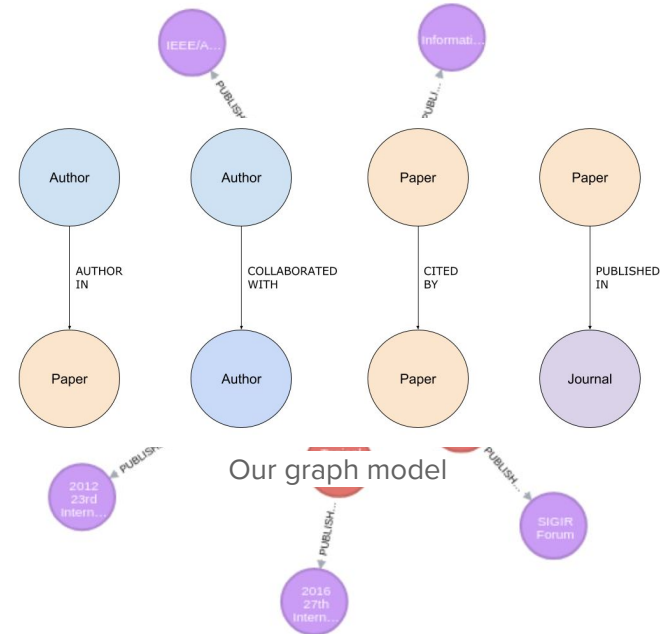 IEEE/A...
Informati...
PUBLISH
PUBLI...
Author
Author
Paper
Paper
AUTHOR
IN
COLLABORATED
WITH
CITED
BY
PUBLISHED
IN
Paper
Author
Paper
Journal
PUBLISH
PUBLISH...
Our graph model
2012
23rd
Intern...
PUBLISH...
SIGIR
Forum
2016
27th
Intern...